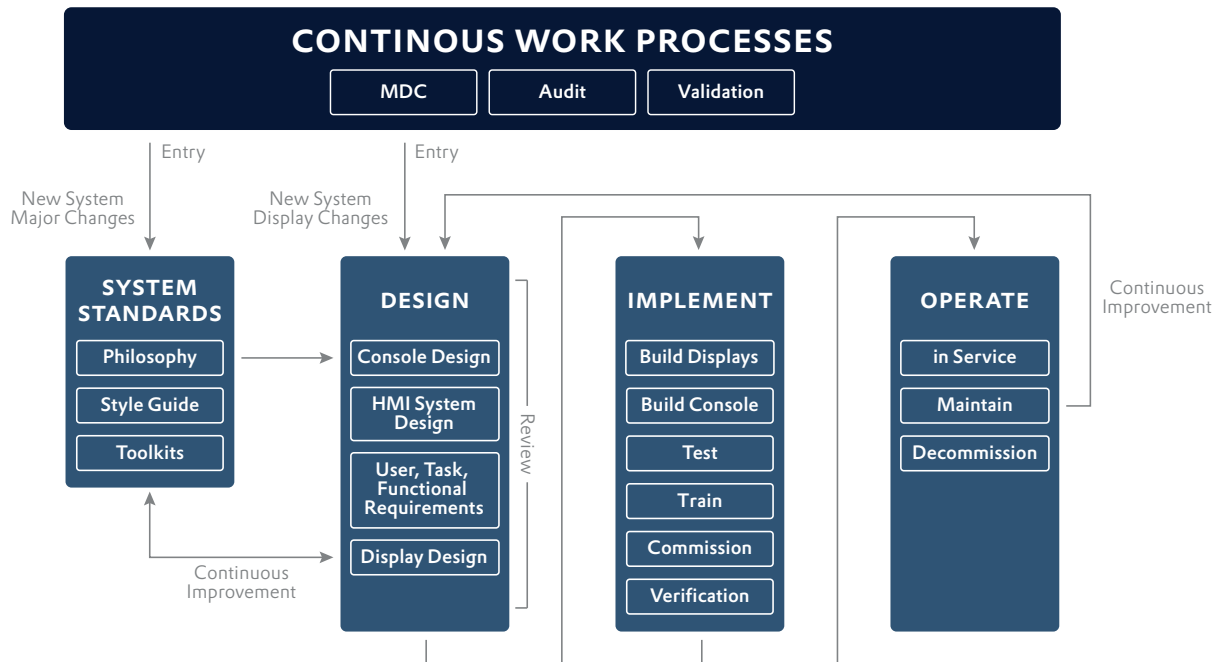 CONTINOUS WORK PROCESSES
MDC
Audit
Validation
Entry
Entry
New System
Major Changes
New System
Display Changes
SYSTEM
STANDARDS
Philosophy
Style Guide
Toolkits
DESIGN
Console Design
HMI System
Design
User, Task,
Functional
Requirements
Display Design
Review
Continuous
Improvement
IMPLEMENT
Build Displays
Build Console
Test
Train
Commission
Verification
OPERATE
in Service
Maintain
Decommission
Continuous
Improvement